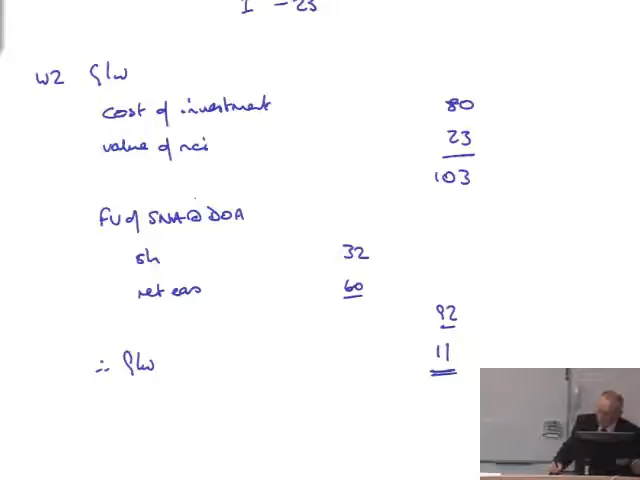 I -23
W2 g/w
cost of investment 80
value of nci 23
103
FV of SNA @ DOA
sh 32
ret ears 60
92
∴ g/w 11